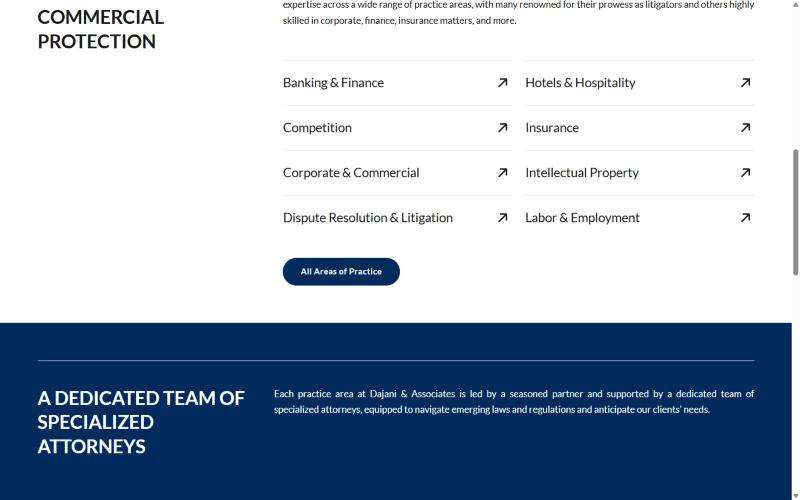 COMMERCIAL
PROTECTION
expertise across a wide range of practice areas, with many renowned for their prowess as litigators and others highly
skilled in corporate, finance, insurance matters, and more.
Banking & Finance
Hotels & Hospitality
Competition
Insurance
Corporate & Commercial
Intellectual Property
Dispute Resolution & Litigation
Labor & Employment
All Areas of Practice
A DEDICATED TEAM OF
SPECIALIZED
ATTORNEYS
Each practice area at Dajani & Associates is led by a seasoned partner and supported by a dedicated team of
specialized attorneys, equipped to navigate emerging laws and regulations and anticipate our clients' needs.